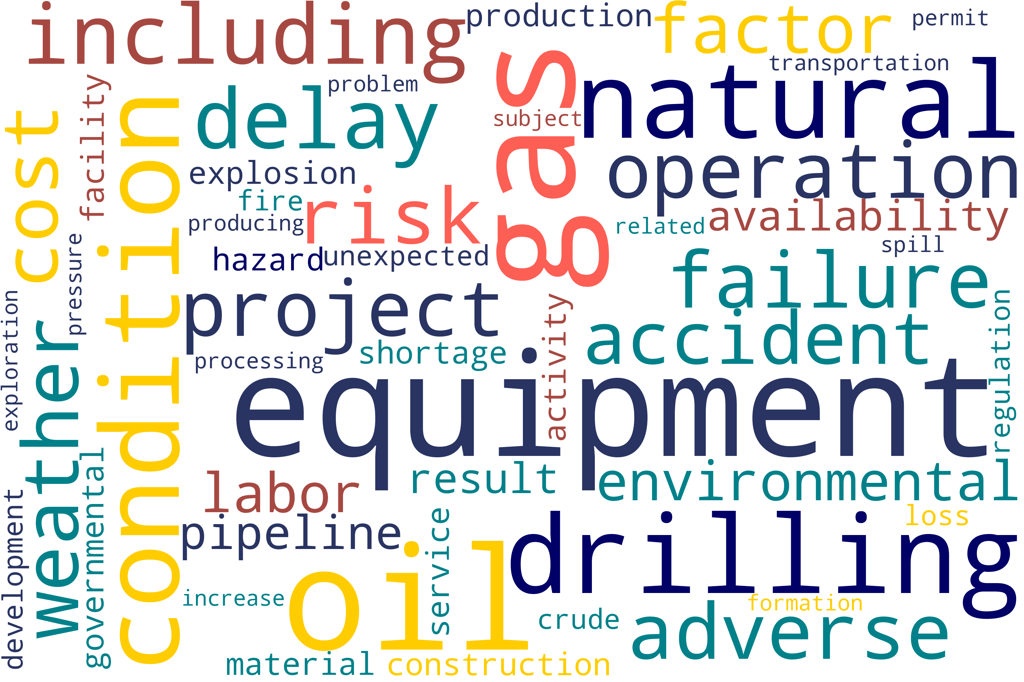 including
production
factor
permit
transportation
natural
gas
subject
problem
delay
facility
cost
condition
explosion
operation
fire
risk
producing
related
availability
spill
hazard
unexpected
failure
pressure
project
accident
regulation
exploration
weather
processing
shortage
activity
equipment
result
environmental
labor
governmental
development
pipeline
service
oil
drilling
loss
increase
crude
formation
adverse
material
construction